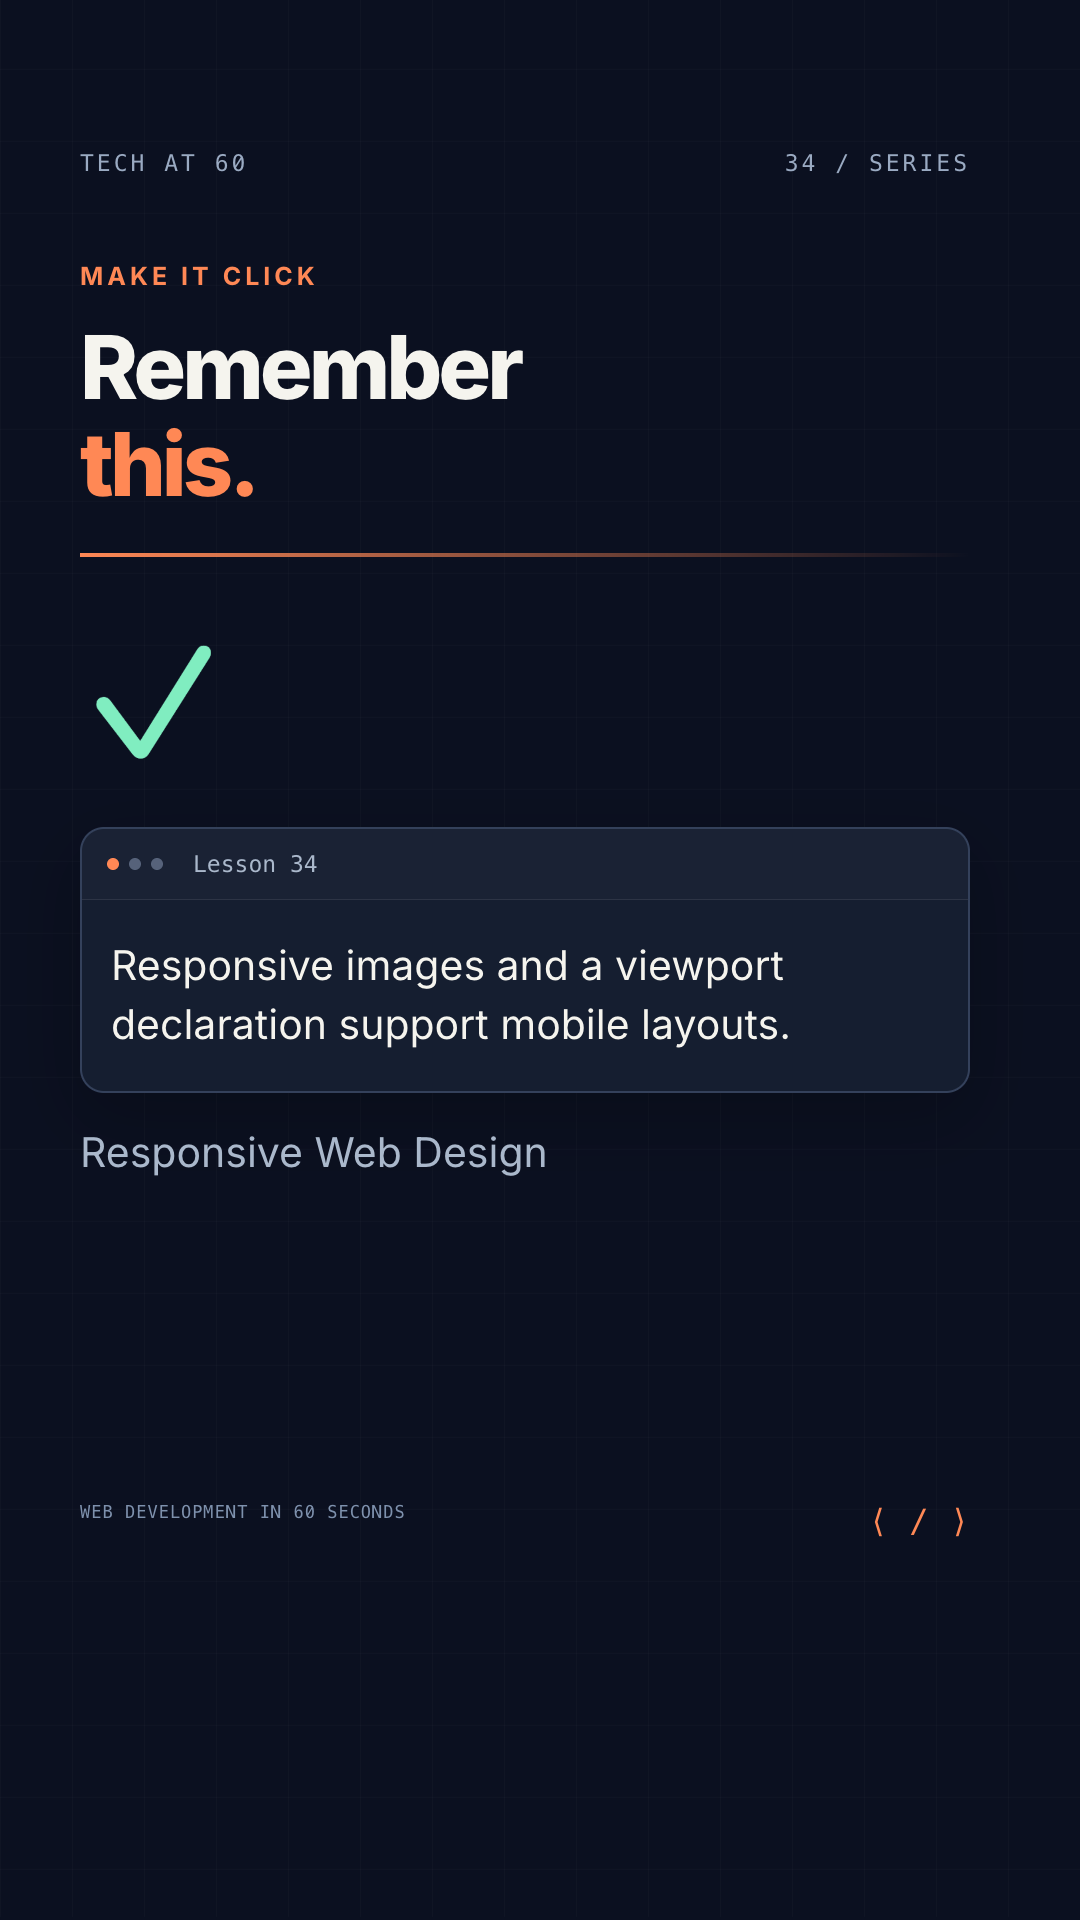 TECH AT 60
34 / SERIES
MAKE IT CLICK
Remember
this.
Lesson 34
Responsive images and a viewport
declaration support mobile layouts.
Responsive Web Design
WEB DEVELOPMENT IN 60 SECONDS
⟨ / ⟩